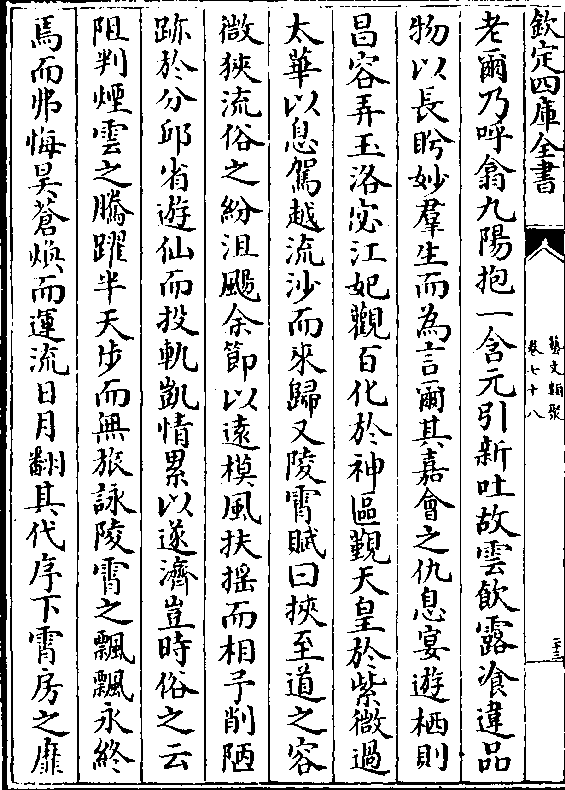 欽定四庫全書
藝文類聚
卷七十八
老爾乃呼翕九陽抱一含元引新吐故雲飲露飡違品
物以長盻妙羣生而為言爾其嘉會之仇息宴遊栖則
昌容弄玉洛宓江妃觀百化於神區覲天皇於紫微過
太華以息駕越流沙而來歸又陵霄賦曰挾至道之容
微狹流俗之紛沮颺余節以遠模風扶摇而相予削陋
跡於分邱省遊仙而投軌凱情累以遂濟豈時俗之云
阻判煙雲之騰躍半天步而無旅詠陵霄之飄飄永終
焉而弗悔昊蒼煥而運流日月翻其代序下霄房之靡